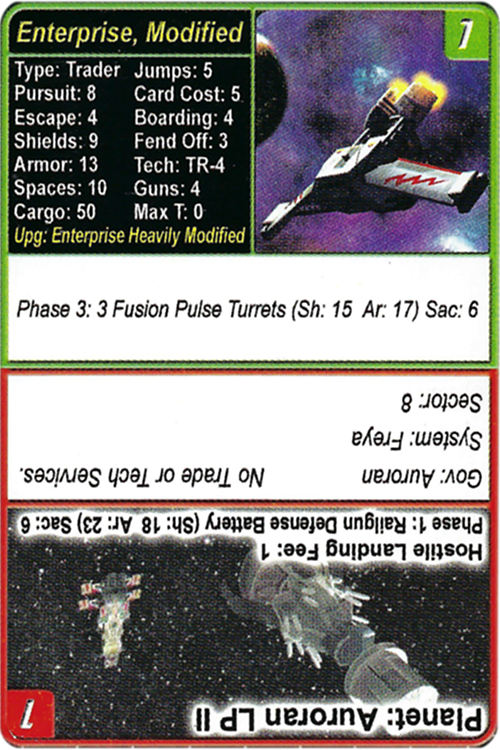 Enterprise, Modified
1
Type: Trader Jumps: 5
Pursuit: 8 Card Cost: 5
Escape: 4 Boarding: 4
Shields: 9 Fend Off: 3
Armor: 13 Tech: TR-4
Spaces: 10 Guns: 4
Cargo: 50 Max T: 0
Upg: Enterprise Heavily Modified
Phase 3: 3 Fusion Pulse Turrets (Sh: 15 Ar: 17) Sac: 6
1
Planet: Auroran LP II
Hostile Landing Fee: 1
Phase 1: Railgun Defense Battery (Sh: 18 Ar: 23) Sac: 6
Gov: Auroran No Trade or Tech Services.
System: Freya
Sector: 8